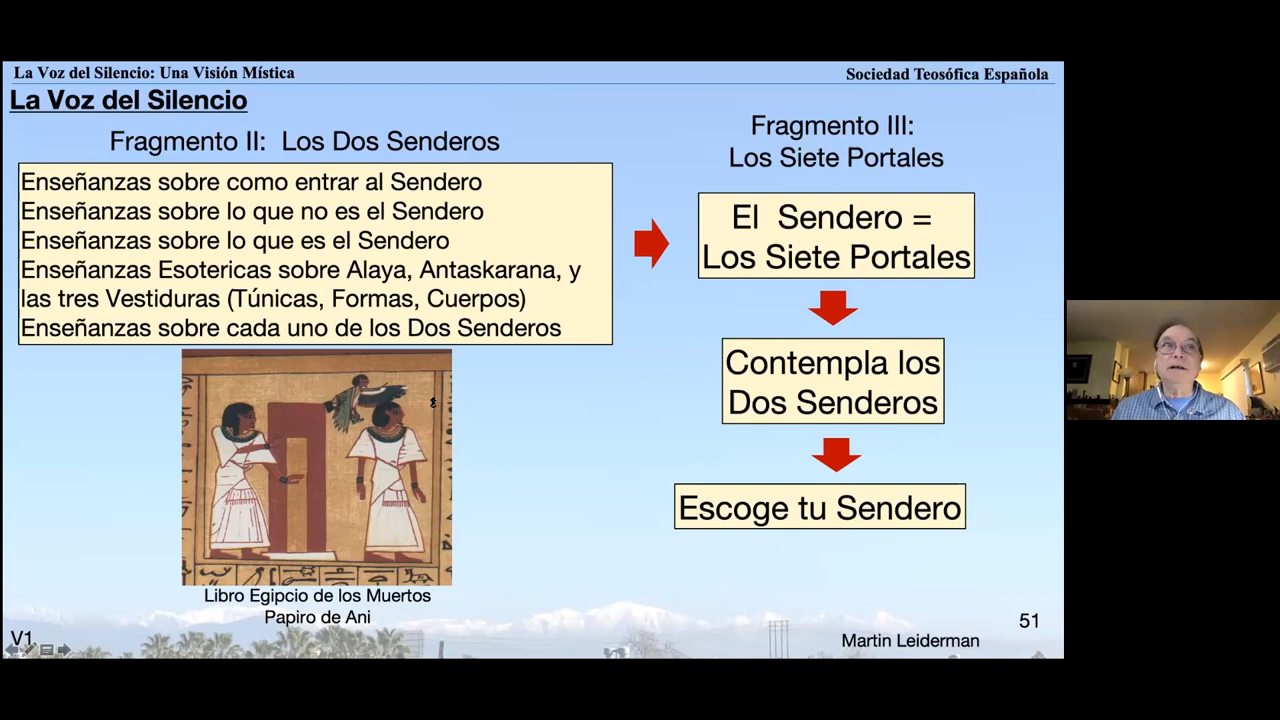 La Voz del Silencio: Una Visión Mística
Sociedad Teosófica Española
La Voz del Silencio
Fragmento II: Los Dos Senderos
Enseñanzas sobre como entrar al Sendero
Enseñanzas sobre lo que no es el Sendero
Enseñanzas sobre lo que es el Sendero
Enseñanzas Esotericas sobre Alaya, Antaskarana, y
las tres Vestiduras (Túnicas, Formas, Cuerpos)
Enseñanzas sobre cada uno de los Dos Senderos
Libro Egipcio de los Muertos
Papiro de Ani
Fragmento III:
Los Siete Portales
El Sendero =
Los Siete Portales
Contempla los
Dos Senderos
Escoge tu Sendero
51
V1
Martin Leiderman